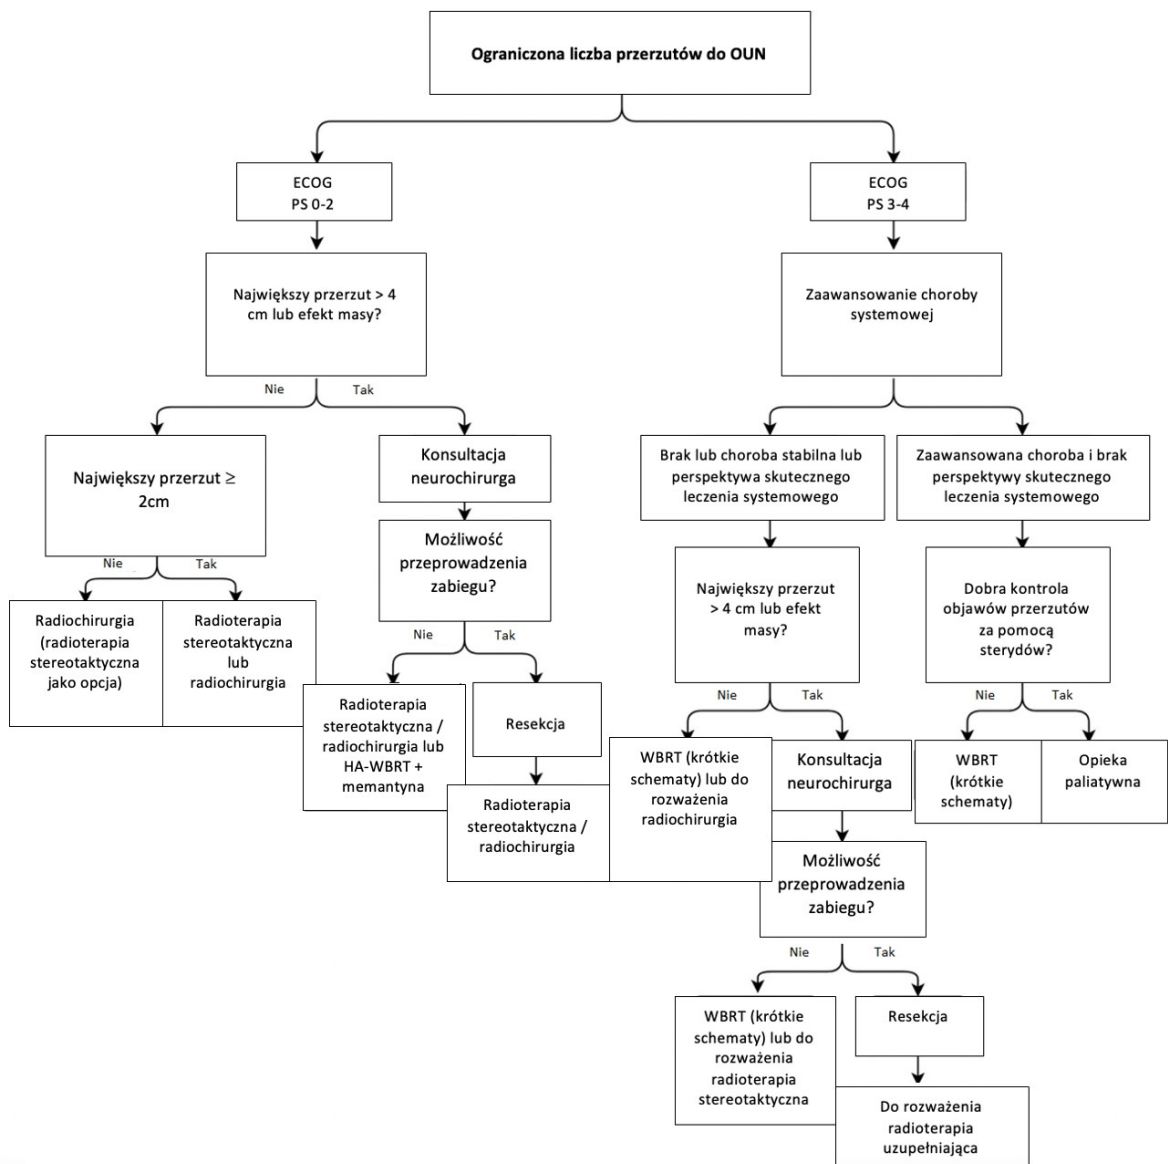 Ograniczona liczba przerzutów do OUN
ECOG
PS 0-2
ECOG
PS 3-4
Największy przerzut > 4
cm lub efekt masy?
Zaawansowanie choroby
systemowej
Nie
Tak
Największy przerzut ≥
2cm
Konsultacja
neurochirurga
Brak lub choroba stabilna lub
perspektywa skutecznego
leczenia systemowego
Zaawansowana choroba i brak
perspektywy skutecznego
leczenia systemowego
Możliwość
przeprowadzenia
zabiegu?
Największy przerzut
> 4 cm lub efekt
masy?
Dobra kontrola
objawów przerzutów
za pomocą
sterydów?
Nie
Tak
Radiochirurgia
(radioterapia
stereotaktyczna
jako opcja)
Radioterapia
stereotaktyczna
lub
radiochirurgia
Nie
Tak
Radioterapia
stereotaktyczna /
radiochirurgia lub
HA-WBRT +
memantyna
Resekcja
Radioterapia
stereotaktyczna /
radiochirurgia
Nie
Tak
WBRT (krótkie
schematy) lub do
rozważenia
radiochirurgia
Konsultacja
neurochirurga
Nie
Tak
WBRT
(krótkie
schematy)
Opieka
paliatywna
Możliwość
przeprowadzenia
zabiegu?
Nie
Tak
WBRT (krótkie
schematy) lub do
rozważenia
radioterapia
stereotaktyczna
Resekcja
Do rozważenia
radioterapia
uzupełniająca